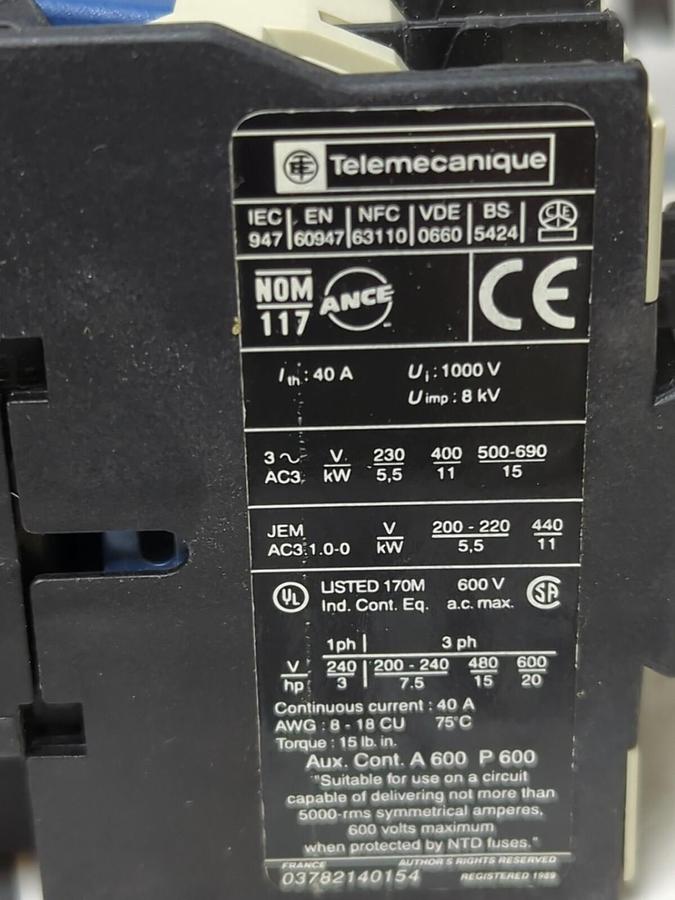 TE Telemecanique
IEC | EN | NFC | VDE | BS |
947 | 60947 | 63110 | 0660 | 5424 |
NOM ANCE CE
117
Ith : 40 A Ui : 1000 V
Uimp : 8 kV
3 ~ V 230 400 500-690
AC3 kW 5,5 11 15
JEM V 200 - 220 440
AC3 1.0-0 kW 5,5 11
UL LISTED 170M 600 V SA
Ind. Cont. Eq. a.c. max.
1ph | 3 ph
V 240 | 200 - 240 480 600
hp 3 | 7.5 15 20
Continuous current : 40 A
AWG : 8 - 18 CU 75°C
Torque : 15 lb. in.
Aux. Cont. A 600 P 600
"Suitable for use on a circuit
capable of delivering not more than
5000-rms symmetrical amperes,
600 volts maximum
when protected by NTD fuses."
FRANCE AUTHOR'S RIGHTS RESERVED
03782140154 REGISTERED 1989